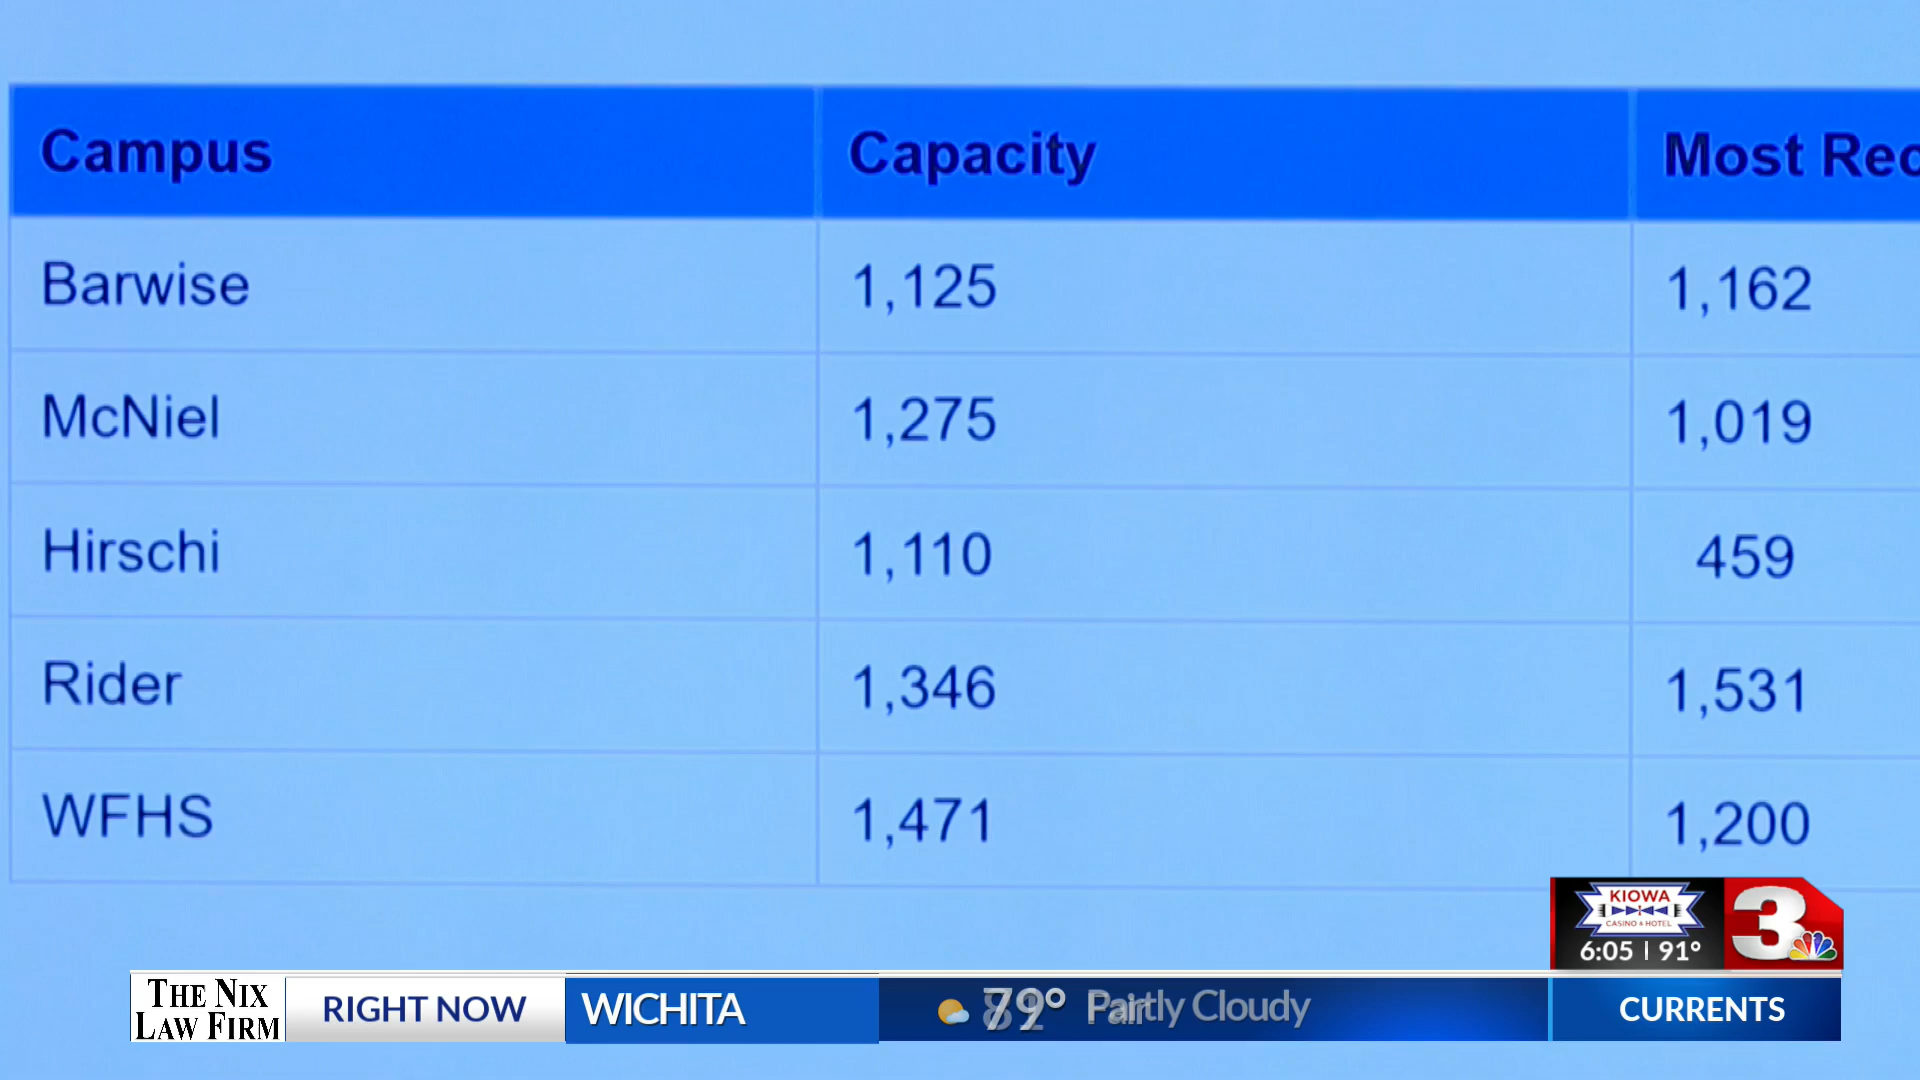 Campus Capacity Most Rec
Barwise 1,125 1,162
McNiel 1,275 1,019
Hirschi 1,110 459
Rider 1,346 1,531
WFHS 1,471 1,200
KIOWA
CASINO & HOTEL
6:05 | 91°
3
THE NIX
LAW FIRM
RIGHT NOW
WICHITA
79°
Cloudy
CURRENTS